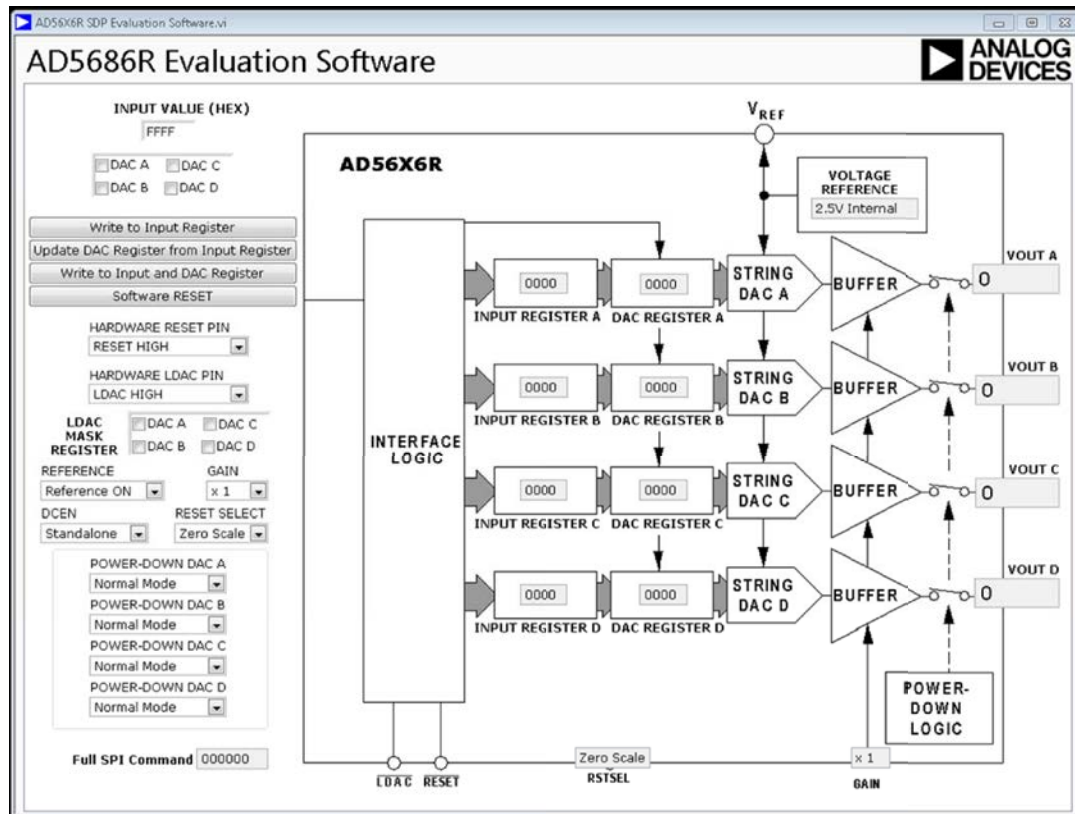 AD56X6R SDP Evaluation Software.vi
AD5686R Evaluation Software
ANALOG
DEVICES
INPUT VALUE (HEX)
FFFF
DAC A
DAC C
DAC B
DAC D
Write to Input Register
Update DAC Register from Input Register
Write to Input and DAC Register
Software RESET
HARDWARE RESET PIN
RESET HIGH
HARDWARE LDAC PIN
LDAC HIGH
LDAC
MASK
REGISTER
DAC A
DAC C
DAC B
DAC D
REFERENCE
GAIN
Reference ON
x 1
DCEN
RESET SELECT
Standalone
Zero Scale
POWER-DOWN DAC A
Normal Mode
POWER-DOWN DAC B
Normal Mode
POWER-DOWN DAC C
Normal Mode
POWER-DOWN DAC D
Normal Mode
Full SPI Command 000000
VREF
AD56X6R
VOLTAGE
REFERENCE
2.5V Internal
INTERFACE
LOGIC
0000
INPUT REGISTER A
0000
DAC REGISTER A
STRING
DAC A
BUFFER
VOUT A
0
0000
INPUT REGISTER B
0000
DAC REGISTER B
STRING
DAC B
BUFFER
VOUT B
0
0000
INPUT REGISTER C
0000
DAC REGISTER C
STRING
DAC C
BUFFER
VOUT C
0
0000
INPUT REGISTER D
0000
DAC REGISTER D
STRING
DAC D
BUFFER
VOUT D
0
POWER-
DOWN
LOGIC
LDAC
RESET
Zero Scale
RSTSEL
x 1
GAIN